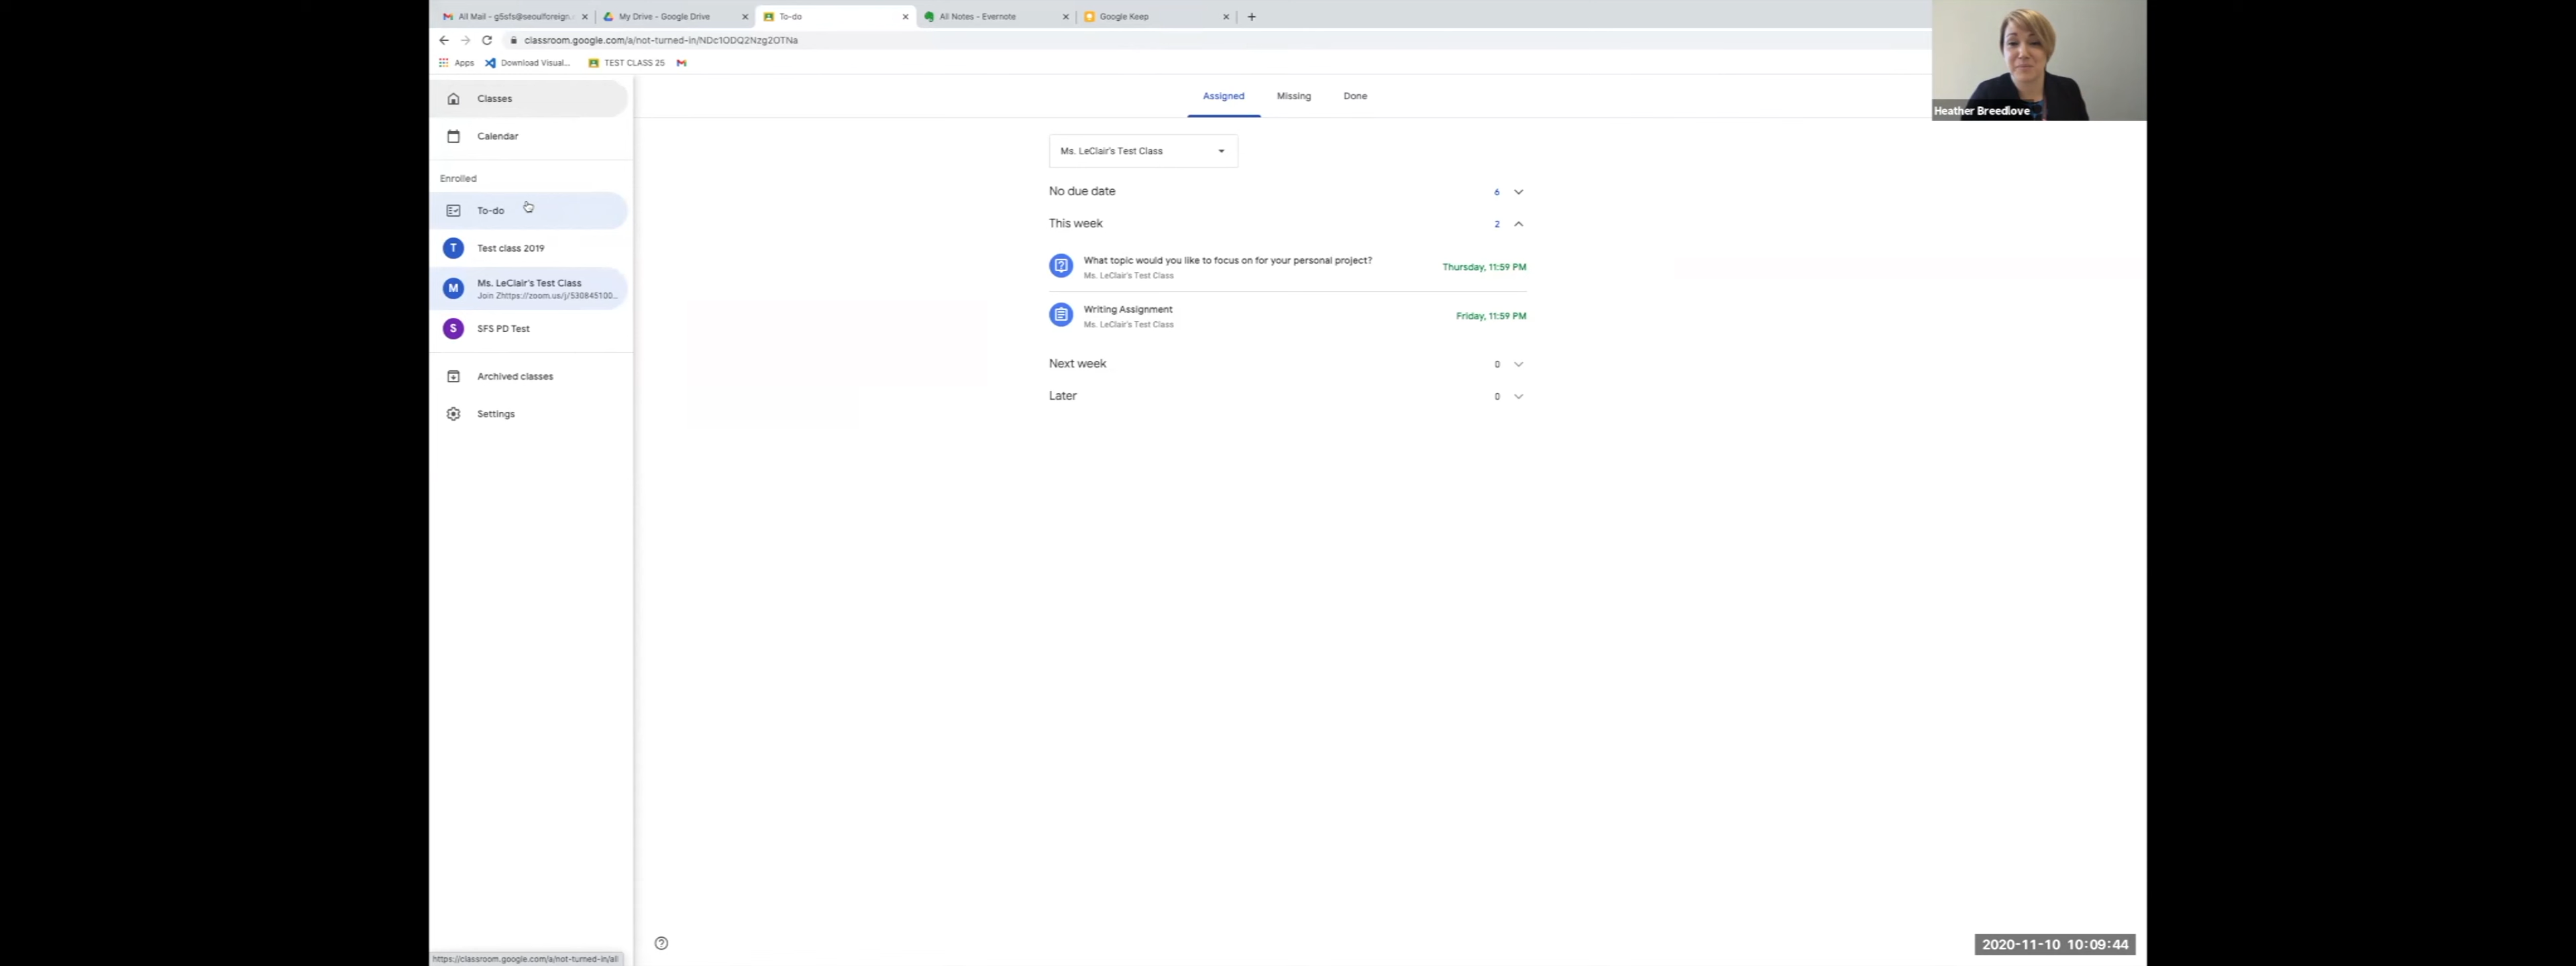 All Mail - g5sfs@seoulforeign. My Drive - Google Drive To-do All Notes - Evernote Google Keep
classroom.google.com/a/not-turned-in/NDc1ODQ2Nzg2OTNa
Apps Download Visual... TEST CLASS 25
Classes
Calendar
Enrolled
To-do
T Test class 2019
M Ms. LeClair's Test Class
Join Zhttps://zoom.us/j/530845100...
S SFS PD Test
Archived classes
Settings
Assigned Missing Done
Ms. LeClair's Test Class
No due date 6
This week 2
What topic would you like to focus on for your personal project? Thursday, 11:59 PM
Ms. LeClair's Test Class
Writing Assignment Friday, 11:59 PM
Ms. LeClair's Test Class
Next week 0
Later 0
Heather Breedlove
https://classroom.google.com/a/not-turned-in/all
2020-11-10 10:09:44